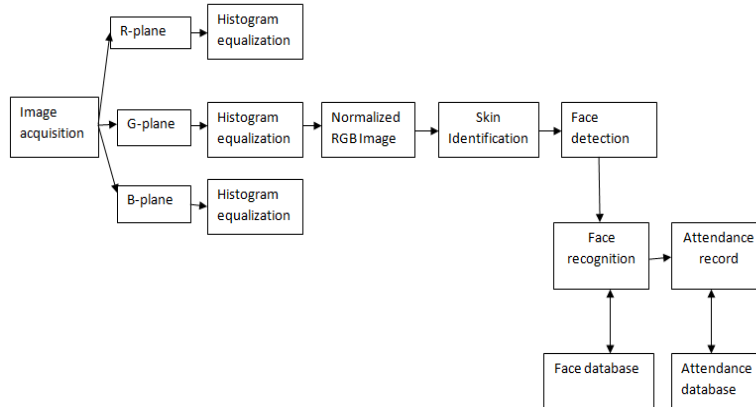 R-plane
Histogram
equalization
Image
acquisition
G-plane
Histogram
equalization
Normalized
RGB Image
Skin
Identification
Face
detection
B-plane
Histogram
equalization
Face
recognition
Attendance
record
Face database
Attendance
database